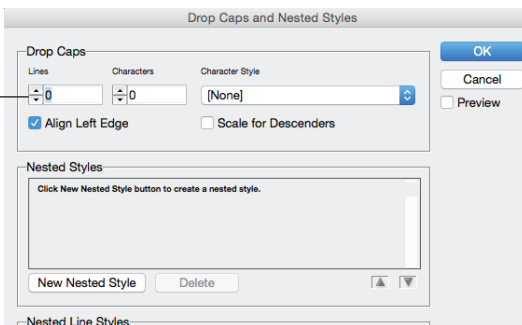 Drop Caps and Nested Styles
Drop Caps
OK
Lines Characters Character Style
Cancel
0 0 [None]
Preview
Align Left Edge Scale for Descenders
Nested Styles
Click New Nested Style button to create a nested style.
New Nested Style Delete
Nested Line Styles